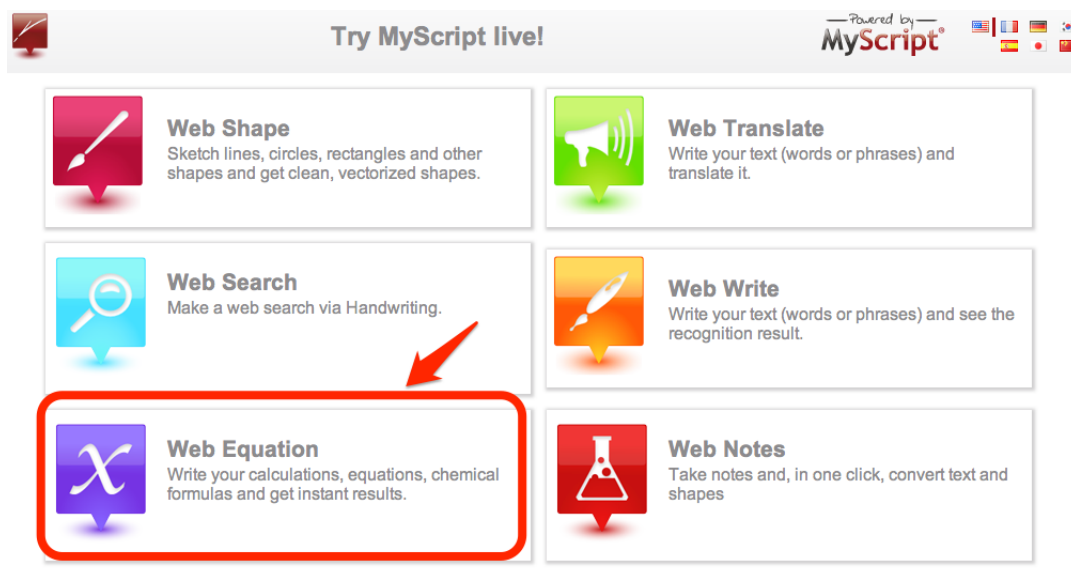 Try MyScript live!
Powered by
MyScript®
Web Shape
Sketch lines, circles, rectangles and other
shapes and get clean, vectorized shapes.
Web Translate
Write your text (words or phrases) and
translate it.
Web Search
Make a web search via Handwriting.
Web Write
Write your text (words or phrases) and see the
recognition result.
X
Web Equation
Write your calculations, equations, chemical
formulas and get instant results.
Web Notes
Take notes and, in one click, convert text and
shapes